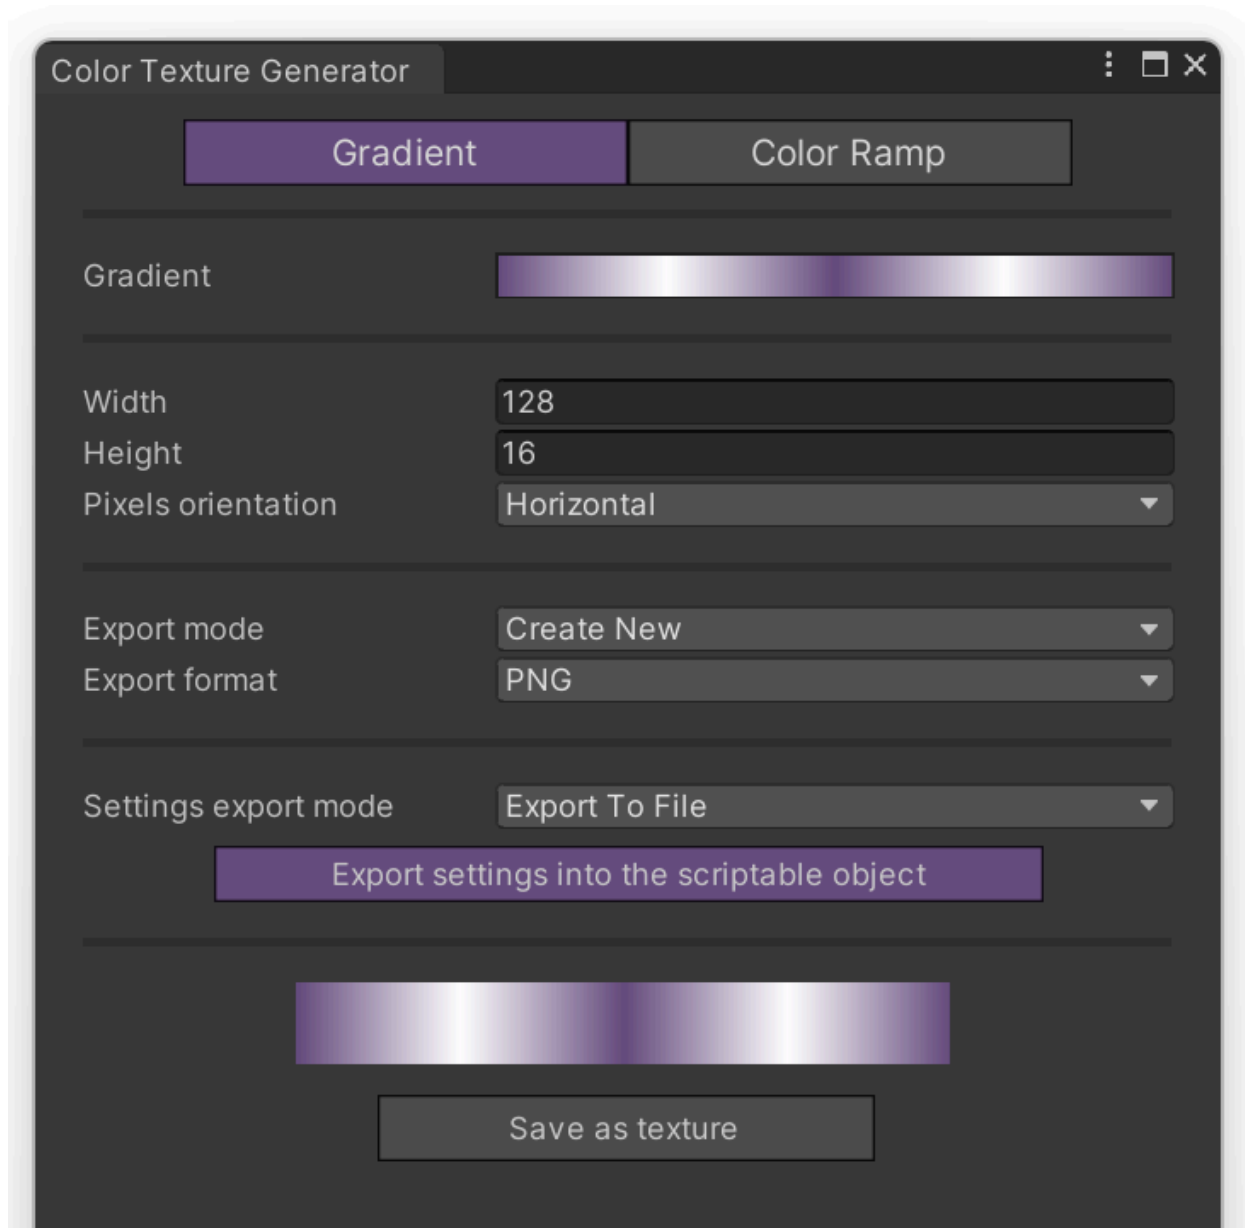 Color Texture Generator
Gradient Color Ramp
Gradient
Width 128
Height 16
Pixels orientation Horizontal
Export mode Create New
Export format PNG
Settings export mode Export To File
Export settings into the scriptable object
Save as texture